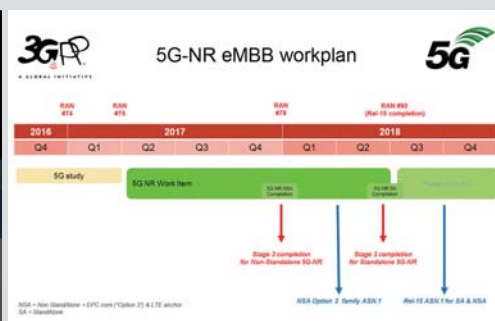 3GPP
A GLOBAL INITIATIVE
5G-NR eMBB workplan
5G
RAN
#74
RAN
#75
RAN
#78
RAN #80
(Rel-15 completion)
2016
2017
2018
Q4
Q1
Q2
Q3
Q4
Q1
Q2
Q3
Q4
5G study
5G NR Work Item
5G NR NSA
Completion
5G NR SA
Completion
Stage 3 completion
for Non-Standalone 5G-NR
Stage 3 completion
for Standalone 5G-NR
NSA Option 3 family ASN.1
Rel-15 ASN.1 for SA & NSA
NSA = Non StandAlone = EPC core ("Option 3") & LTE anchor
SA = StandAlone